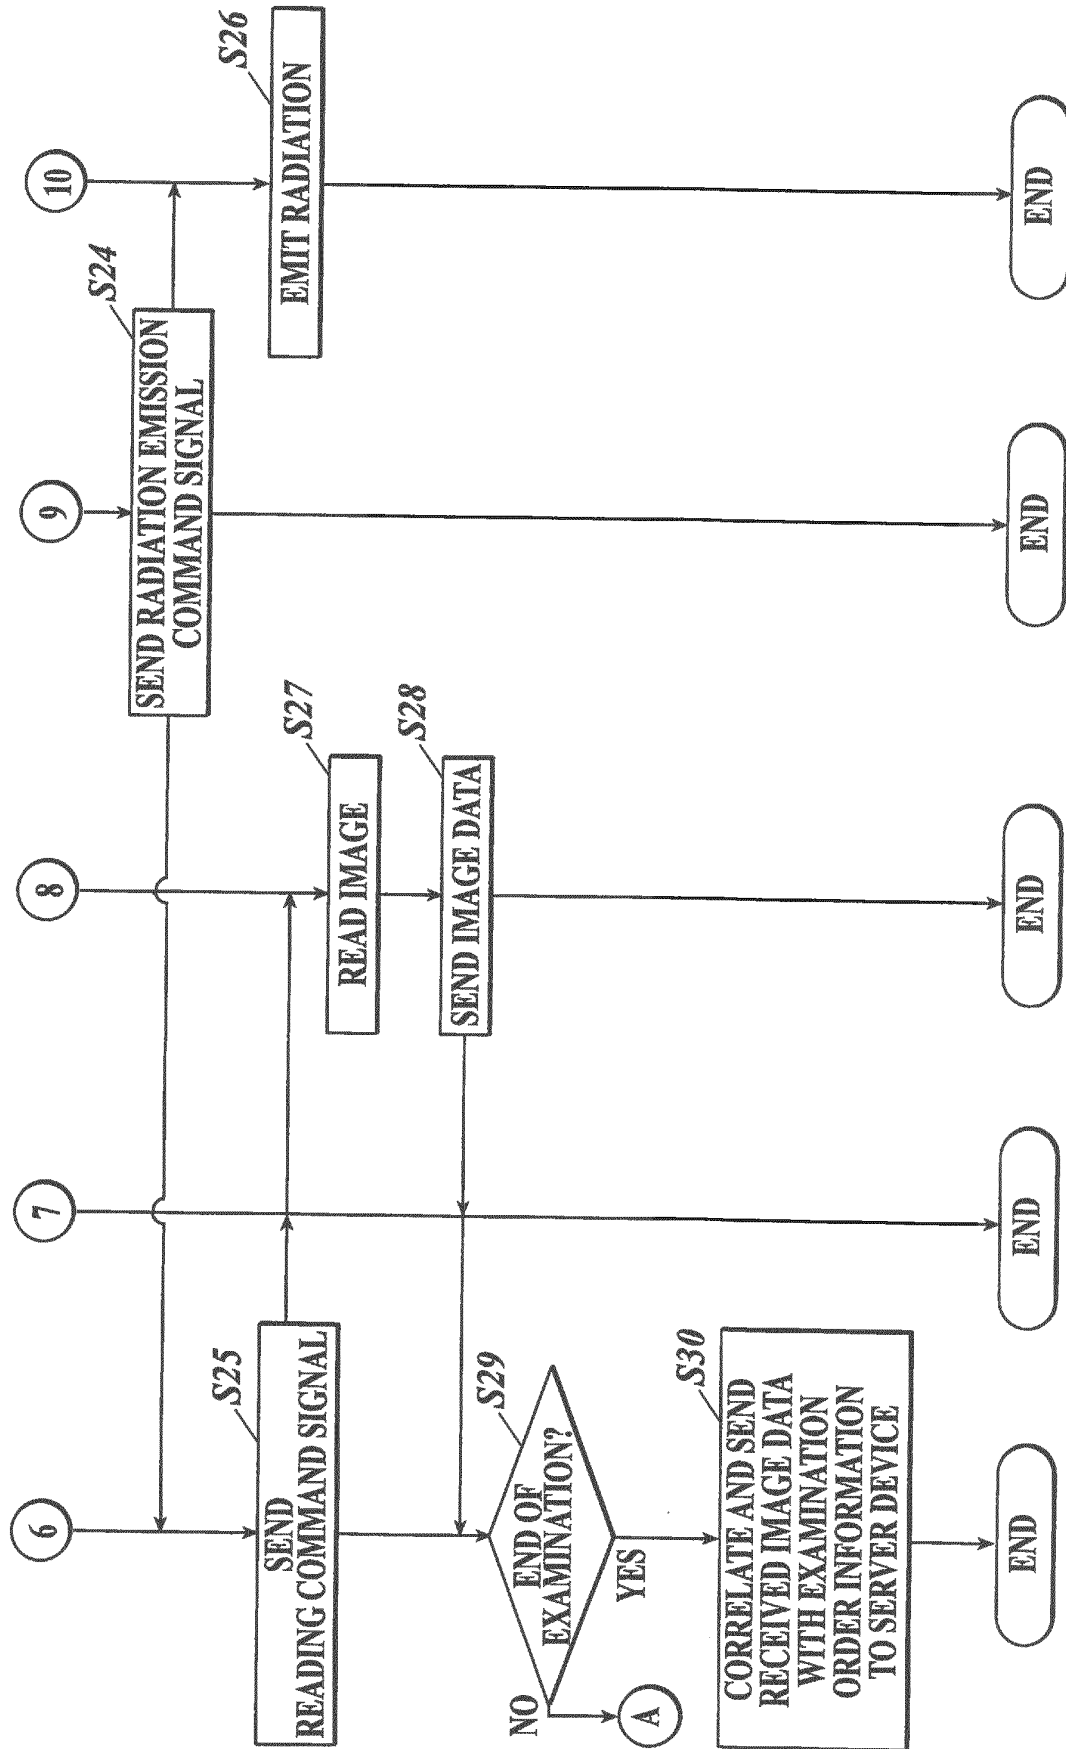 6
7
8
9
10
S24
SEND RADIATION EMISSION
COMMAND SIGNAL
S25
SEND
READING COMMAND SIGNAL
S26
EMIT RADIATION
S27
READ IMAGE
S28
SEND IMAGE DATA
S29
END OF
EXAMINATION?
NO
YES
A
S30
CORRELATE AND SEND
RECEIVED IMAGE DATA
WITH EXAMINATION
ORDER INFORMATION
TO SERVER DEVICE
END
END
END
END
END